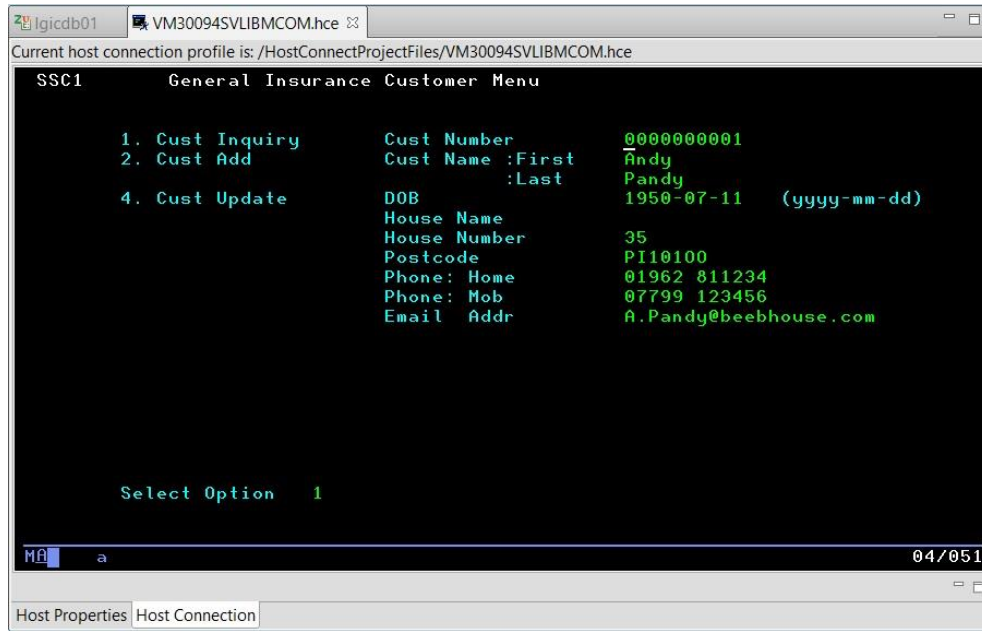 lgicdb01 VM30094SVLIBMCOM.hce
Current host connection profile is: /HostConnectProjectFiles/VM30094SVLIBMCOM.hce
SSC1 General Insurance Customer Menu
1. Cust Inquiry Cust Number 0000000001
2. Cust Add Cust Name :First Andy
:Last Pandy
4. Cust Update DOB 1950-07-11 (yyyy-mm-dd)
House Name
House Number 35
Postcode PI101OO
Phone: Home 01962 811234
Phone: Mob 07799 123456
Email Addr A.Pandy@beebhouse.com
Select Option 1
MA a 04/051
Host Properties Host Connection